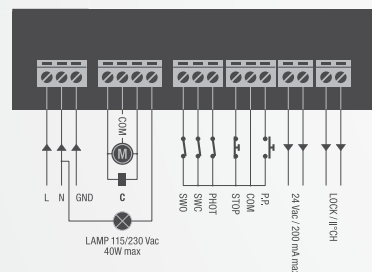 COM
M
L
N
GND
C
SWO
SWC
PHOT
STOP
COM
P.P.
24 Vac / 200 mA max
LOCK / II°CH
LAMP 115/230 Vac
40W max